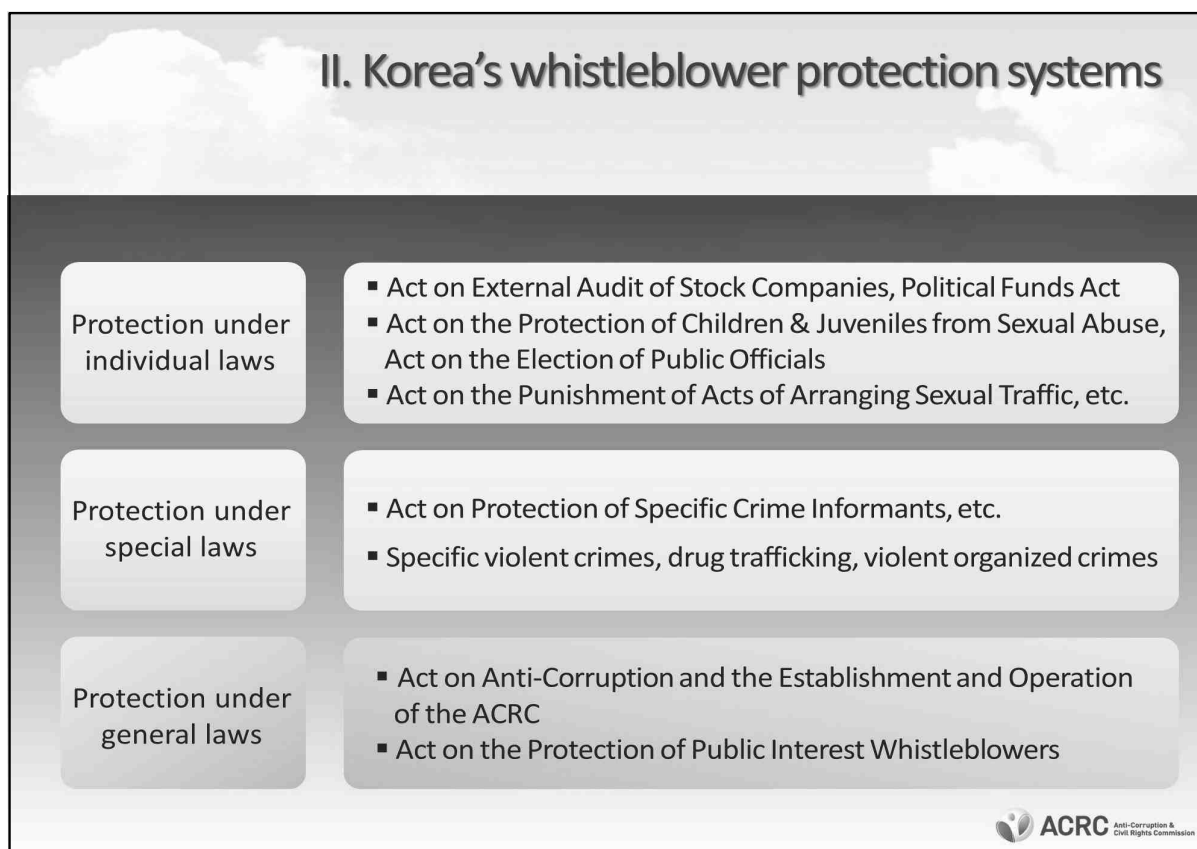 II. Korea's whistleblower protection systems
Protection under
individual laws
▪ Act on External Audit of Stock Companies, Political Funds Act
▪ Act on the Protection of Children & Juveniles from Sexual Abuse,
Act on the Election of Public Officials
▪ Act on the Punishment of Acts of Arranging Sexual Traffic, etc.
Protection under
special laws
▪ Act on Protection of Specific Crime Informants, etc.
▪ Specific violent crimes, drug trafficking, violent organized crimes
Protection under
general laws
▪ Act on Anti-Corruption and the Establishment and Operation
of the ACRC
▪ Act on the Protection of Public Interest Whistleblowers
ACRC Anti-Corruption &
Civil Rights Commission